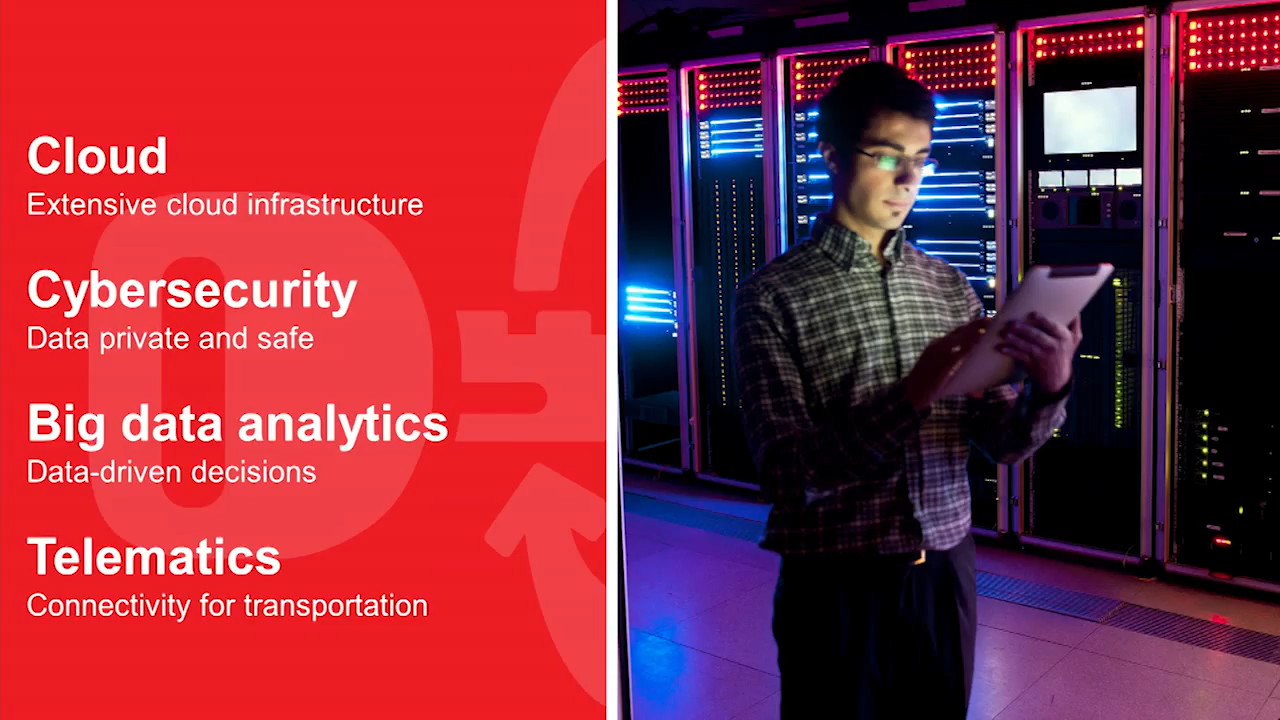 Cloud
Extensive cloud infrastructure
Cybersecurity
Data private and safe
Big data analytics
Data-driven decisions
Telematics
Connectivity for transportation